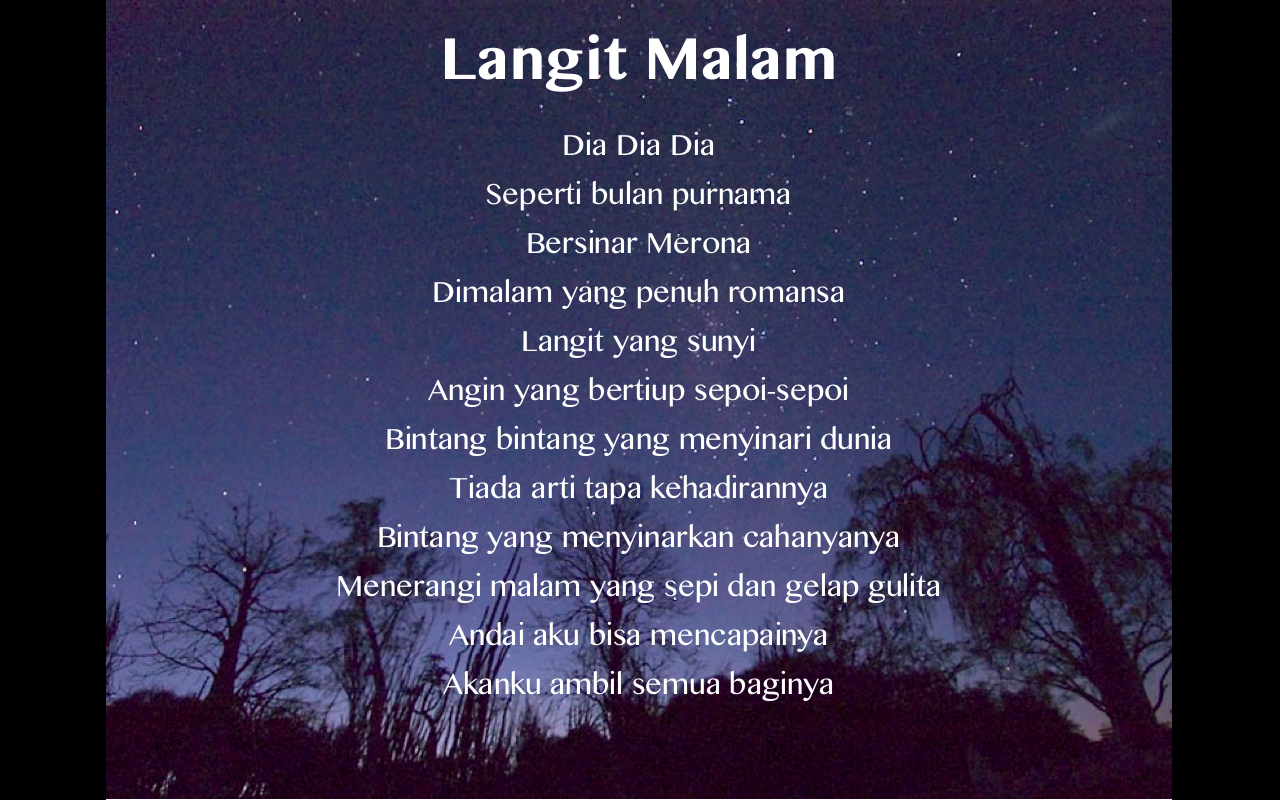 Langit Malam
Dia Dia Dia
Seperti bulan purnama
Bersinar Merona
Dimalam yang penuh romansa
Langit yang sunyi
Angin yang bertiup sepoi-sepoi
Bintang bintang yang menyinari dunia
Tiada arti tapa kehadirannya
Bintang yang menyinarkan cahanyanya
Menerangi malam yang sepi dan gelap gulita
Andai aku bisa mencapainya
Akanku ambil semua baginya